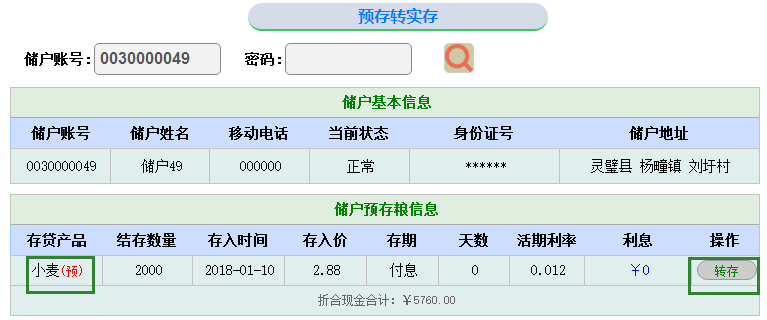 预存转实存
储户账号: 0030000049 密码:
储户基本信息
储户账号 储户姓名 移动电话 当前状态 身份证号 储户地址
0030000049 储户49 000000 正常 ****** 灵璧县 杨疃镇 刘圩村
储户预存粮信息
存贷产品 结存数量 存入时间 存入价 存期 天数 活期利率 利息 操作
小麦(预) 2000 2018-01-10 2.88 付息 0 0.012 ¥0 转存
折合现金合计：¥5760.00